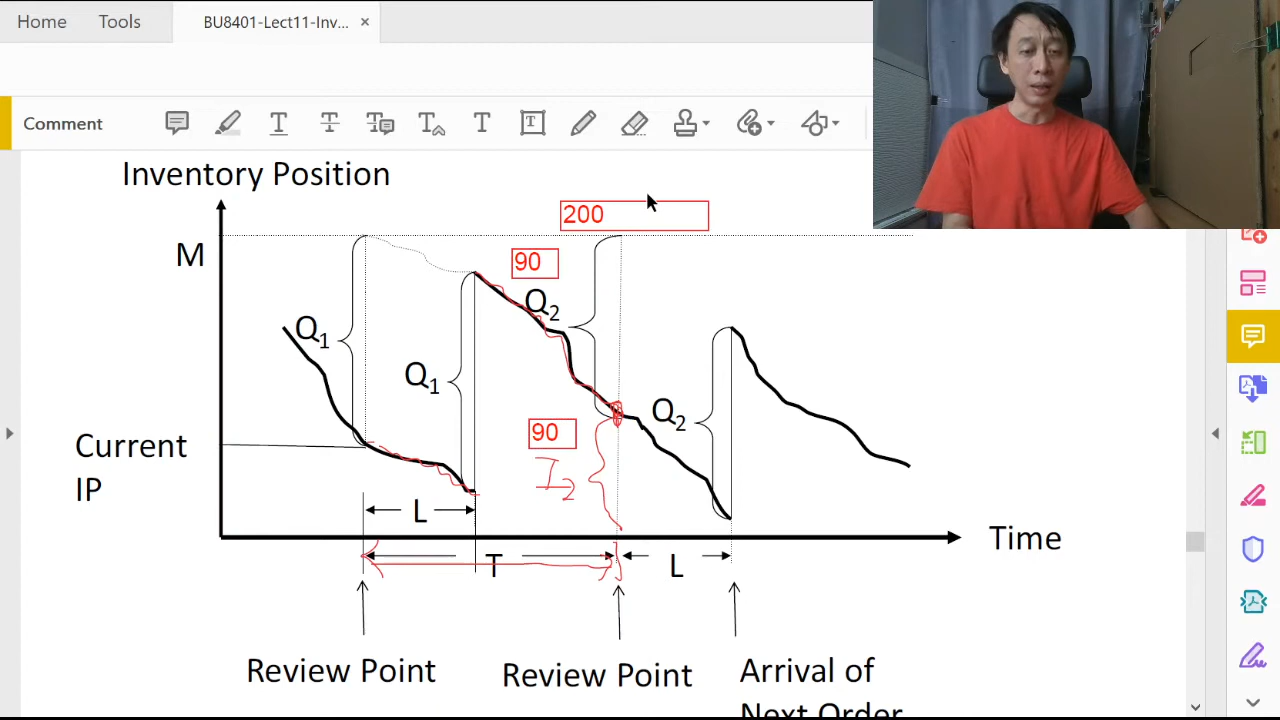 Home Tools BU8401-Lect11-Inv... ×
Comment
Inventory Position
200
M
90
Q2
Q1
Q1
Q2
90
Current
IP
I2
L
Time
T
L
Review Point
Review Point
Arrival of
Next Order